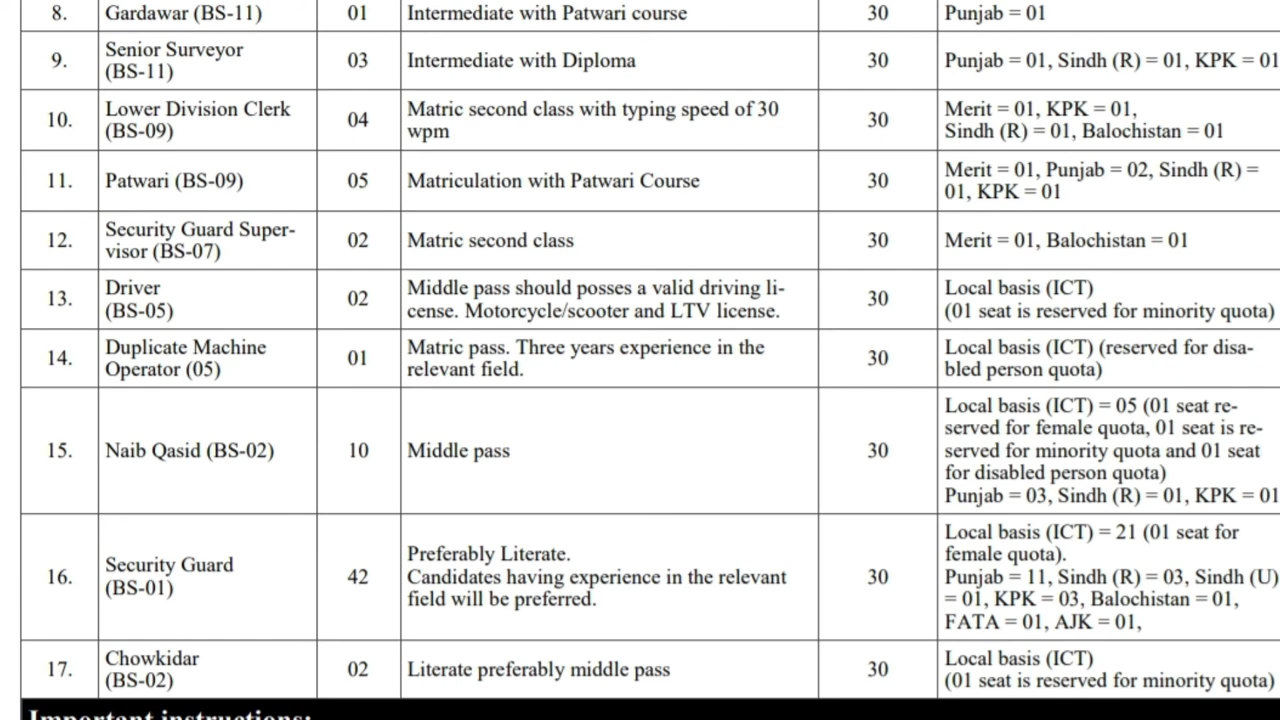 8. Gardawar (BS-11) 01 Intermediate with Patwari course 30 Punjab = 01
9. Senior Surveyor (BS-11) 03 Intermediate with Diploma 30 Punjab = 01, Sindh (R) = 01, KPK = 01
10. Lower Division Clerk (BS-09) 04 Matric second class with typing speed of 30 wpm 30 Merit = 01, KPK = 01,
Sindh (R) = 01, Balochistan = 01
11. Patwari (BS-09) 05 Matriculation with Patwari Course 30 Merit = 01, Punjab = 02, Sindh (R) =
01, KPK = 01
12. Security Guard Super-
visor (BS-07) 02 Matric second class 30 Merit = 01, Balochistan = 01
13. Driver
(BS-05) 02 Middle pass should posses a valid driving li-
cense. Motorcycle/scooter and LTV license. 30 Local basis (ICT)
(01 seat is reserved for minority quota)
14. Duplicate Machine
Operator (05) 01 Matric pass. Three years experience in the
relevant field. 30 Local basis (ICT) (reserved for disa-
bled person quota)
15. Naib Qasid (BS-02) 10 Middle pass 30 Local basis (ICT) = 05 (01 seat re-
served for female quota, 01 seat is re-
served for minority quota and 01 seat
for disabled person quota)
Punjab = 03, Sindh (R) = 01, KPK = 01
16. Security Guard
(BS-01) 42 Preferably Literate.
Candidates having experience in the relevant
field will be preferred. 30 Local basis (ICT) = 21 (01 seat for
female quota).
Punjab = 11, Sindh (R) = 03, Sindh (U)
= 01, KPK = 03, Balochistan = 01,
FATA = 01, AJK = 01,
17. Chowkidar
(BS-02) 02 Literate preferably middle pass 30 Local basis (ICT)
(01 seat is reserved for minority quota)
Important instructions: